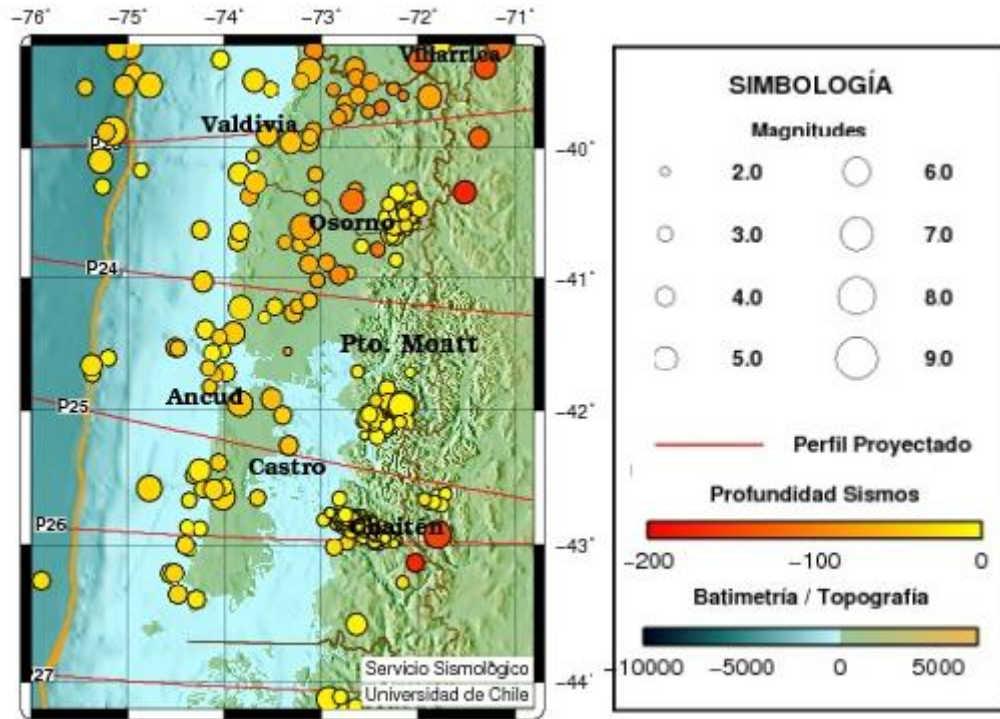 −76˚ −75˚ −74˚ −73˚ −72˚ −71˚
Villarrica
Valdivia
−40˚
Osorno
P24
−41˚
Pto. Montt
Ancud
P25
−42˚
Castro
P26
Chaitén
−43˚
27
Servicio Sismológico
Universidad de Chile
−44˚
SIMBOLOGÍA
Magnitudes
2.0 6.0
3.0 7.0
4.0 8.0
5.0 9.0
Perfil Proyectado
Profundidad Sismos
−200 −100 0
Batimetría / Topografía
−10000 −5000 0 5000